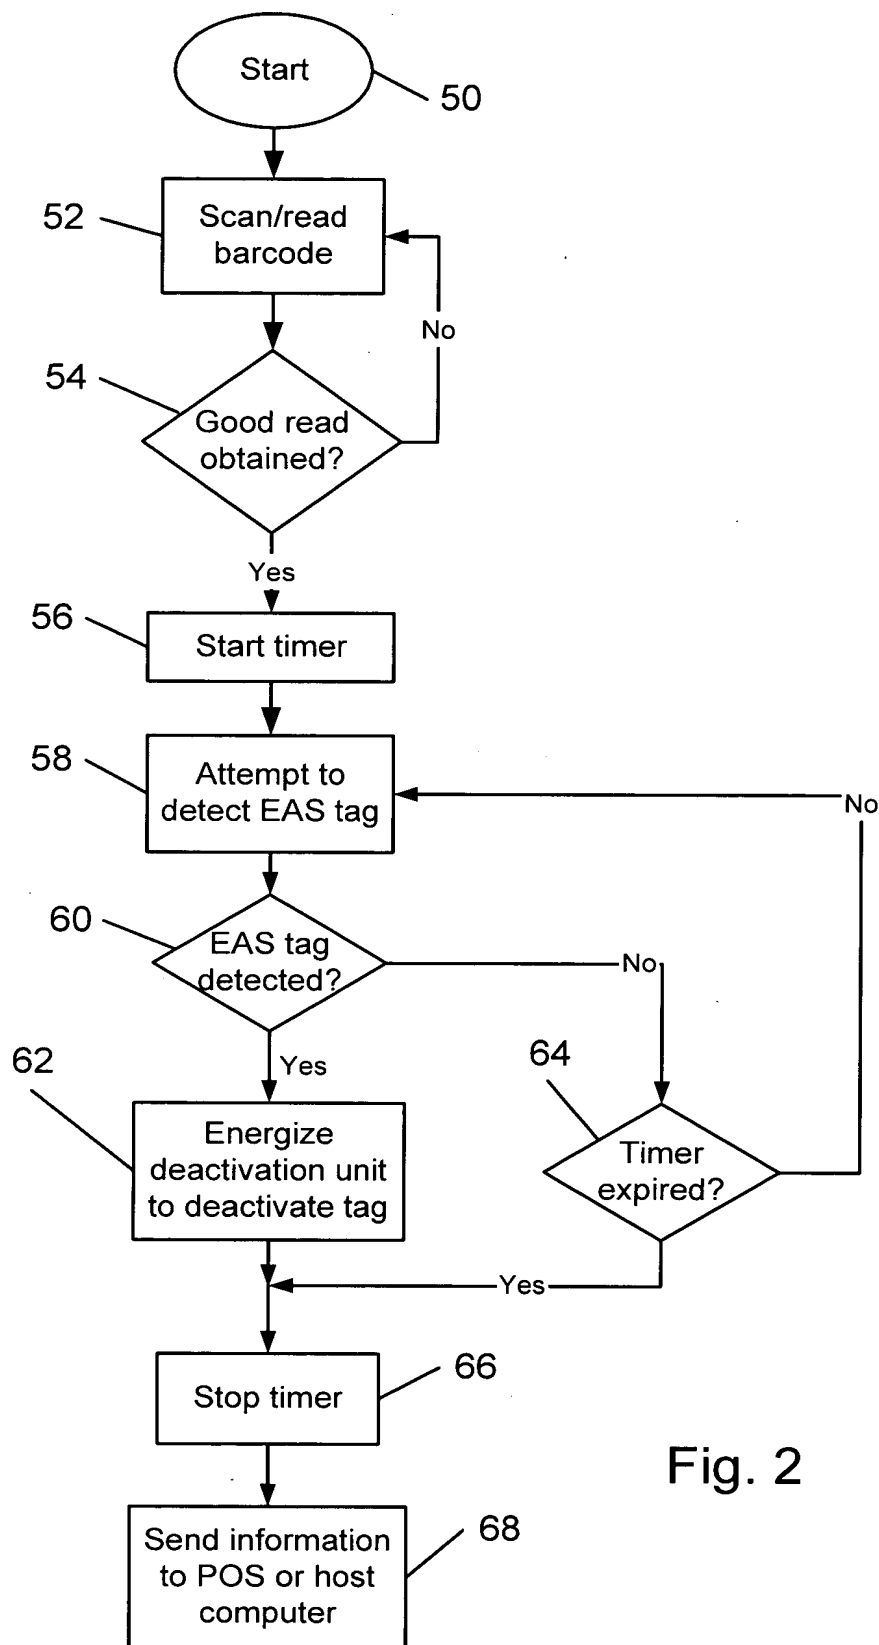 Start
50
52
Scan/read
barcode
No
54
Good read
obtained?
Yes
56
Start timer
58
Attempt to
detect EAS tag
No
60
EAS tag
detected?
No
62
Yes
64
Energize
deactivation unit
to deactivate tag
Timer
expired?
Yes
Stop timer
66
Fig. 2
Send information
to POS or host
computer
68